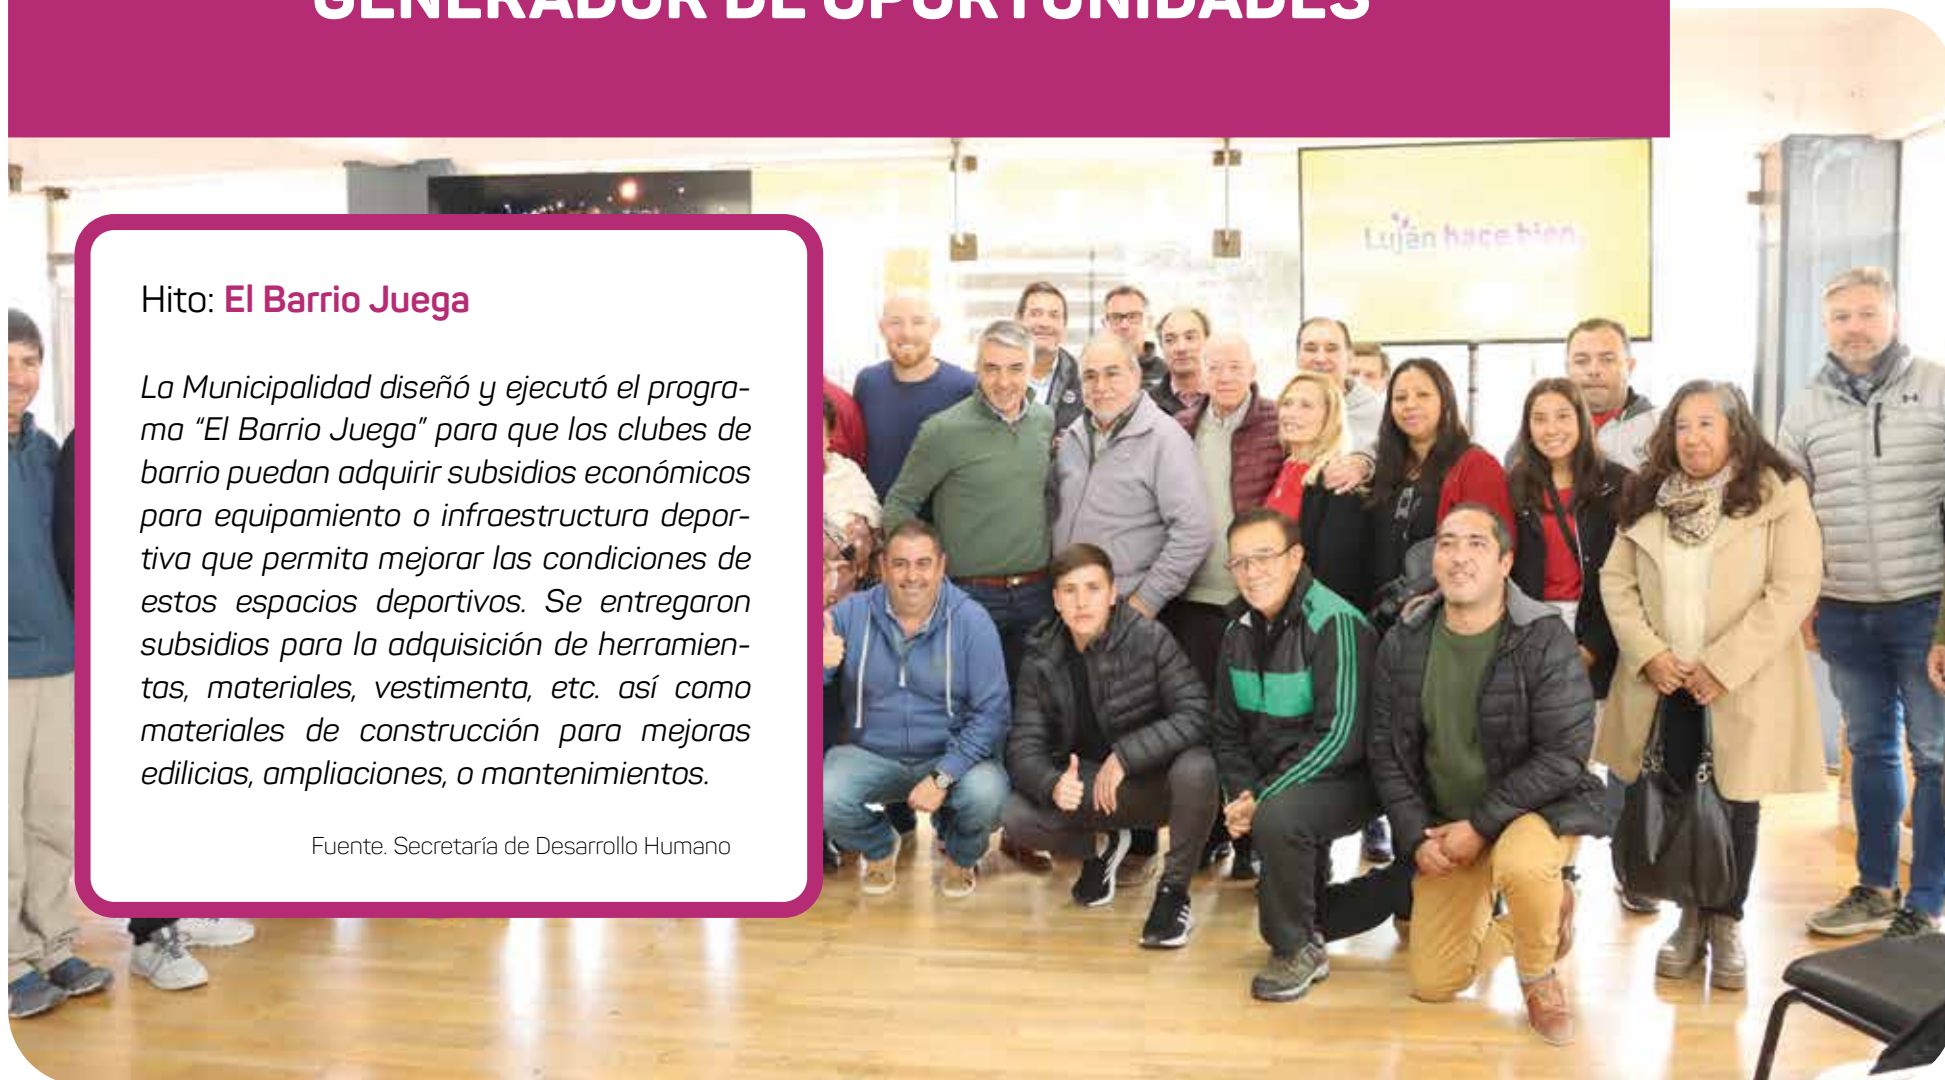 GENERADOR DE OPORTUNIDADES
Luján hace bien
Hito: El Barrio Juega
La Municipalidad diseñó y ejecutó el progra-
ma “El Barrio Juega” para que los clubes de
barrio puedan adquirir subsidios económicos
para equipamiento o infraestructura depor-
tiva que permita mejorar las condiciones de
estos espacios deportivos. Se entregaron
subsidios para la adquisición de herramien-
tas, materiales, vestimenta, etc. así como
materiales de construcción para mejoras
edilicias, ampliaciones, o mantenimientos.
Fuente. Secretaría de Desarrollo Humano